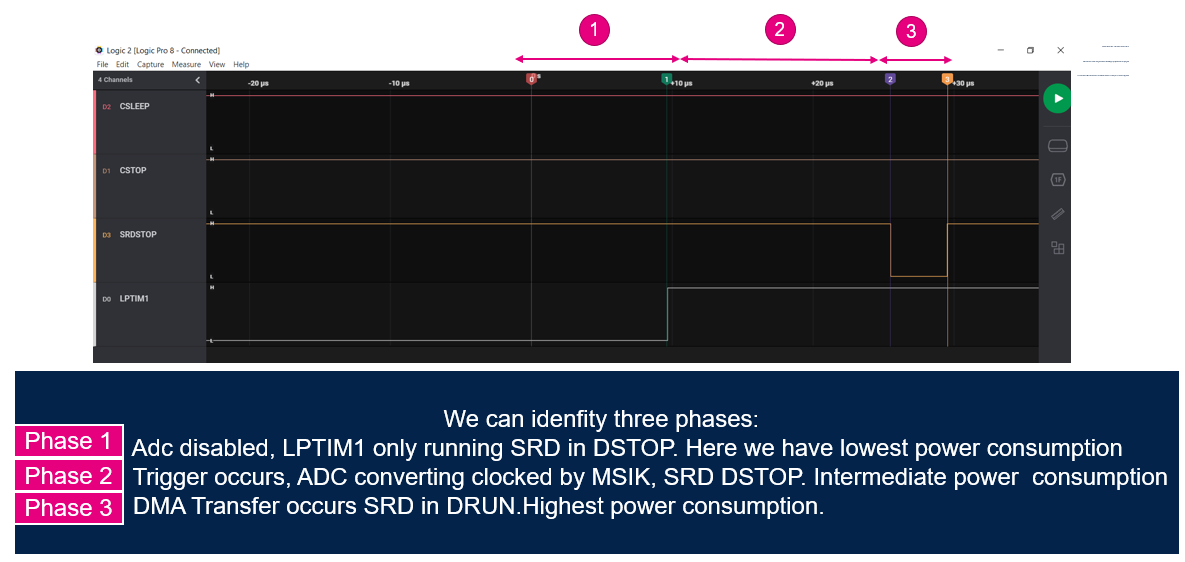 1
2
3
Logic 2 [Logic Pro 8 - Connected]
File Edit Capture Measure View Help
4 Channels
-20 µs -10 µs 0 s 1 +10 µs +20 µs 2 3 +30 µs
D2 CSLEEP
H
L
D1 CSTOP
H
L
D3 SRDSTOP
H
L
D0 LPTIM1
H
L
1F
We can idenfity three phases:
Phase 1 Adc disabled, LPTIM1 only running SRD in DSTOP. Here we have lowest power consumption
Phase 2 Trigger occurs, ADC converting clocked by MSIK, SRD DSTOP. Intermediate power consumption
Phase 3 DMA Transfer occurs SRD in DRUN.Highest power consumption.